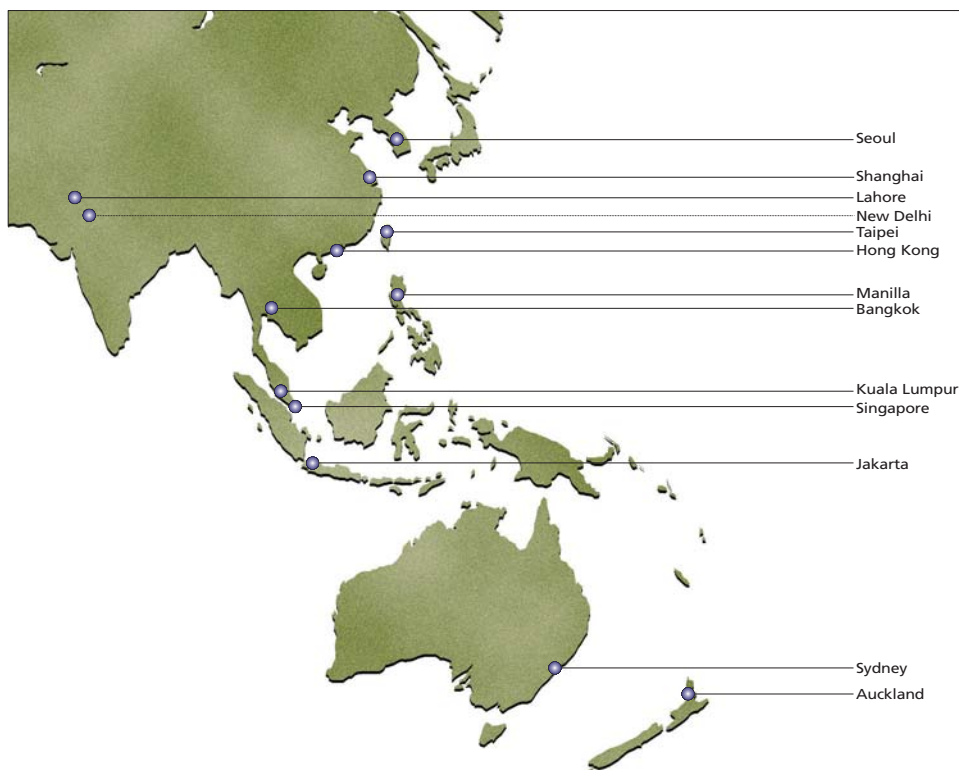 Seoul
Shanghai
Lahore
New Delhi
Taipei
Hong Kong
Manilla
Bangkok
Kuala Lumpur
Singapore
Jakarta
Sydney
Auckland